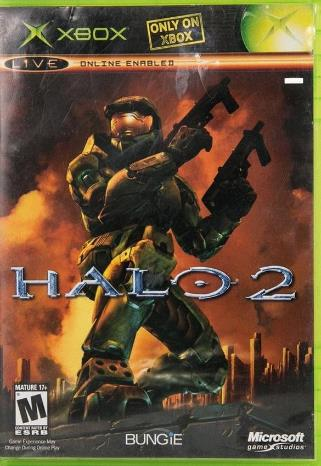 XBOX
ONLY ON
XBOX
LIVE ONLINE ENABLED
HALO 2
MATURE 17+
M
CONTENT RATED BY
ESRB
Game Experience May
Change During Online Play
BUNGiE
Microsoft
game studios